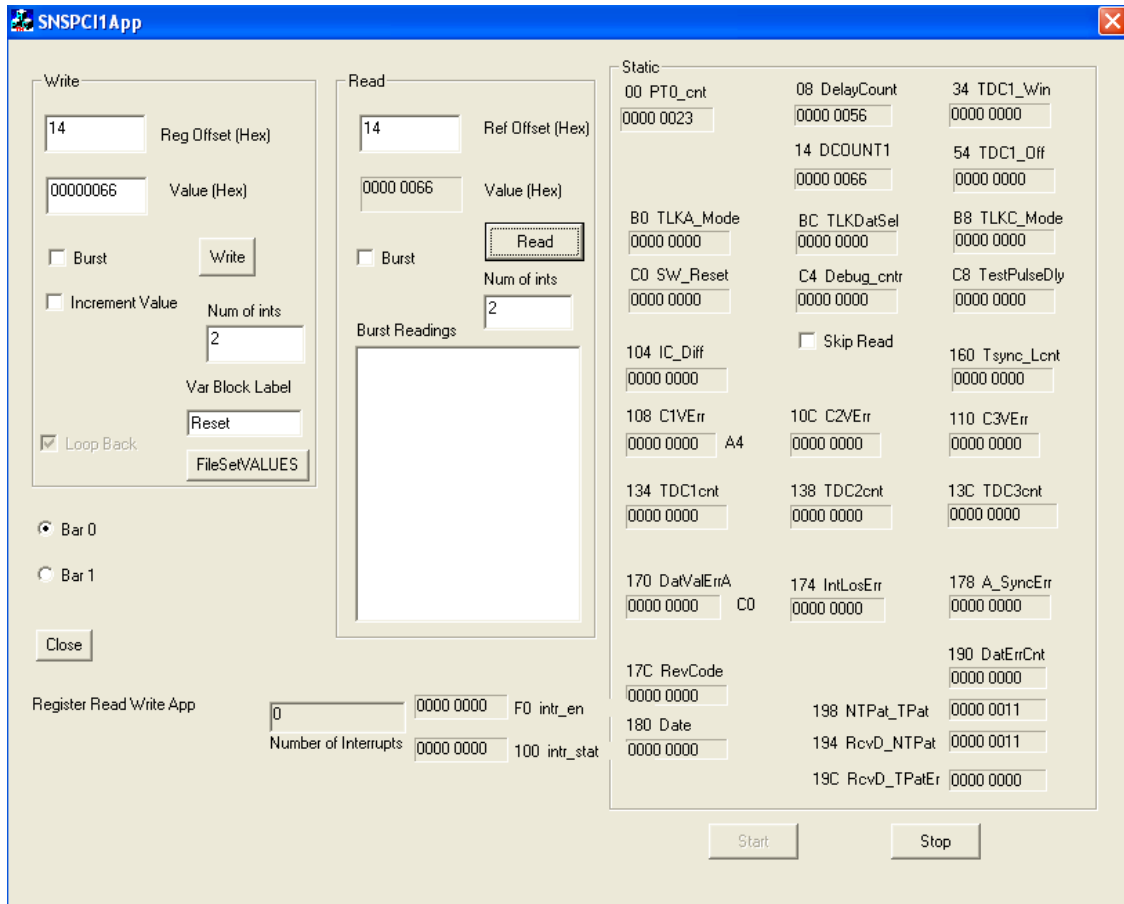 SNSPCI1App
Write
14
Reg Offset (Hex)
00000066
Value (Hex)
Burst
Write
Increment Value
Num of ints
2
Var Block Label
Reset
Loop Back
FileSetVALUES
Bar 0
Bar 1
Close
Register Read Write App
Read
14
Ref Offset (Hex)
0000 0066
Value (Hex)
Read
Burst
Num of ints
2
Burst Readings
0
Number of Interrupts
0000 0000 F0 intr_en
0000 0000 100 intr_stat
Static
00 PT0_cnt 08 DelayCount 34 TDC1_Win
0000 0023 0000 0056 0000 0000
14 DCOUNT1 54 TDC1_Off
0000 0066 0000 0000
B0 TLKA_Mode BC TLKDatSel B8 TLKC_Mode
0000 0000 0000 0000 0000 0000
C0 SW_Reset C4 Debug_cntr C8 TestPulseDly
0000 0000 0000 0000 0000 0000
Skip Read
104 IC_Diff 160 Tsync_Lcnt
0000 0000 0000 0000
108 C1VErr 10C C2VErr 110 C3VErr
0000 0000 A4 0000 0000 0000 0000
134 TDC1cnt 138 TDC2cnt 13C TDC3cnt
0000 0000 0000 0000 0000 0000
170 DatValErrA 174 IntLosErr 178 A_SyncErr
0000 0000 C0 0000 0000 0000 0000
190 DatErrCnt
0000 0000
17C RevCode
0000 0000
180 Date
0000 0000
198 NTPat_TPat 0000 0011
194 RcvD_NTPat 0000 0011
19C RcvD_TPatEr 0000 0000
Start
Stop